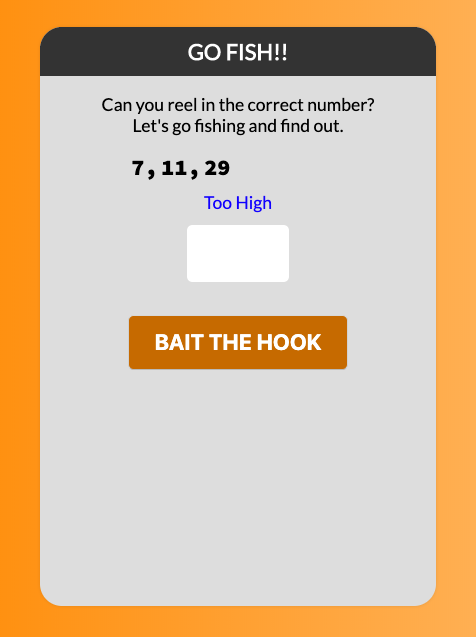 GO FISH!!
Can you reel in the correct number?
Let's go fishing and find out.
7, 11, 29
Too High
BAIT THE HOOK